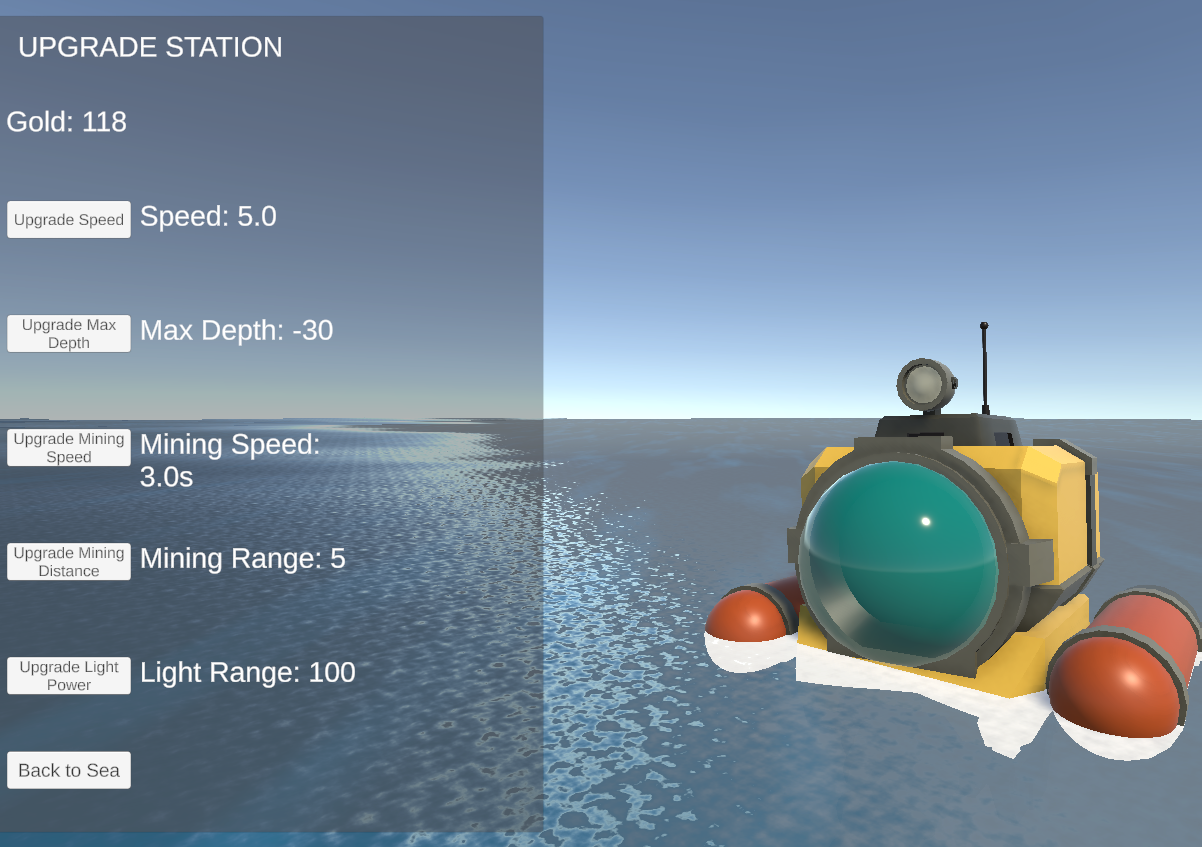 UPGRADE STATION
Gold: 118
Upgrade Speed
Speed: 5.0
Upgrade Max
Depth
Max Depth: -30
Upgrade Mining
Speed
Mining Speed:
3.0s
Upgrade Mining
Distance
Mining Range: 5
Upgrade Light
Power
Light Range: 100
Back to Sea